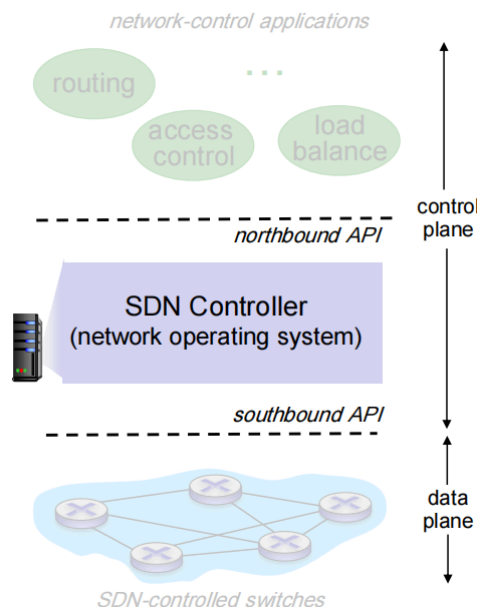 network-control applications
routing
...
access
control
load
balance
northbound API
control
plane
SDN Controller
(network operating system)
southbound API
data
plane
SDN-controlled switches